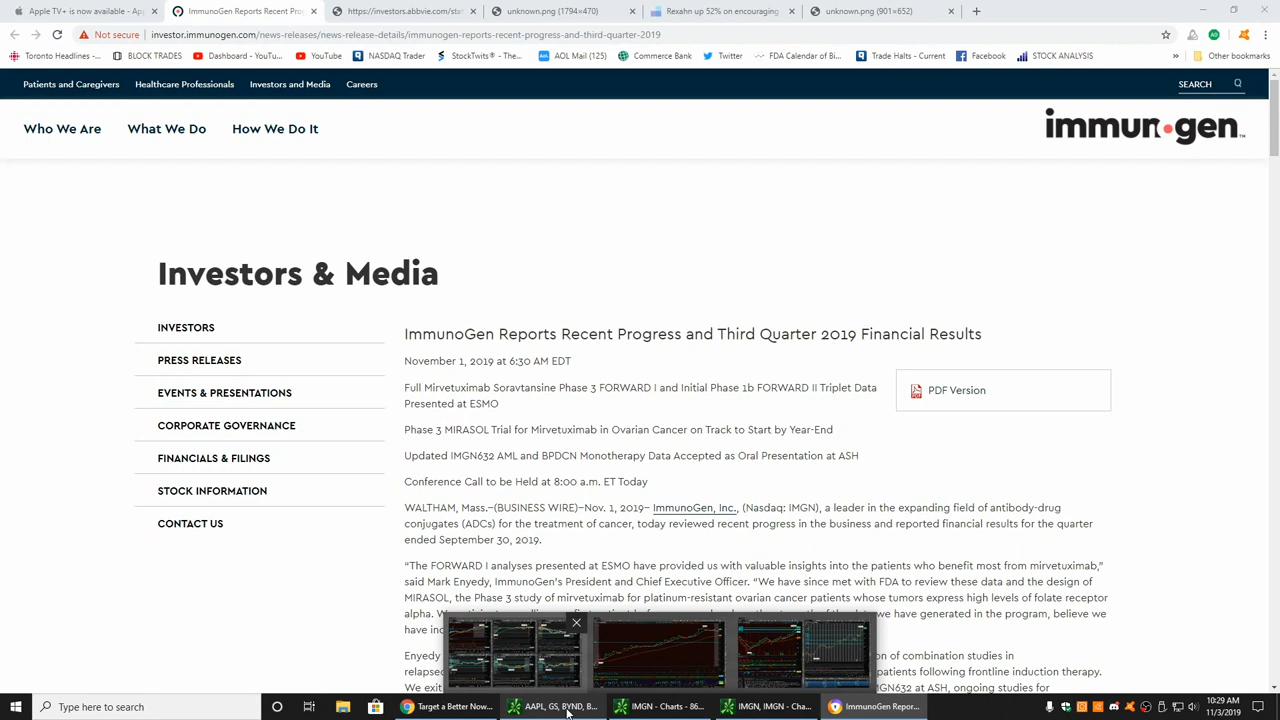 Apple TV+ is now available - Ap
ImmunoGen Reports Recent Prog
https://investors.abbvie.com/stat
unknown.png (1794×470)
Rexahn up 52% on encouraging
unknown.png (901×652)
Not secure | investor.immunogen.com/news-releases/news-release-details/immunogen-reports-recent-progress-and-third-quarter-2019
Toronto Headlines -...
BLOCK TRADES
Dashboard - YouTu...
YouTube
NASDAQ Trader
StockTwits® - The...
AOL Mail (125)
Commerce Bank
Twitter
FDA Calendar of Bi...
Trade Halts - Current
Facebook
STOCK ANALYSIS
» Other bookmarks
Patients and Caregivers Healthcare Professionals Investors and Media Careers SEARCH
Who We Are What We Do How We Do It
immunogen™
Investors & Media
INVESTORS
PRESS RELEASES
EVENTS & PRESENTATIONS
CORPORATE GOVERNANCE
FINANCIALS & FILINGS
STOCK INFORMATION
CONTACT US
ImmunoGen Reports Recent Progress and Third Quarter 2019 Financial Results
November 1, 2019 at 6:30 AM EDT
PDF Version
Full Mirvetuximab Soravtansine Phase 3 FORWARD I and Initial Phase 1b FORWARD II Triplet Data
Presented at ESMO
Phase 3 MIRASOL Trial for Mirvetuximab in Ovarian Cancer on Track to Start by Year-End
Updated IMGN632 AML and BPDCN Monotherapy Data Accepted as Oral Presentation at ASH
Conference Call to be Held at 8:00 a.m. ET Today
WALTHAM, Mass.–(BUSINESS WIRE)–Nov. 1, 2019– ImmunoGen, Inc., (Nasdaq: IMGN), a leader in the expanding field of antibody-drug
conjugates (ADCs) for the treatment of cancer, today reviewed recent progress in the business and reported financial results for the quarter
ended September 30, 2019.
“The FORWARD I analyses presented at ESMO have provided us with valuable insights into the patients who benefit most from mirvetuximab,”
said Mark Enyedy, ImmunoGen's President and Chief Executive Officer. “We have since met with FDA to review these data and the design of
MIRASOL, the Phase 3 study of mirvetuximab for platinum-resistant ovarian cancer patients whose tumors express high levels of folate receptor
alpha. we have generated in the program, believe we
have
Enyedy on of combination studies in
relapsed patients following frontline induction therapy.
We exit MGN632 at ASH, ongoing studies for
Type here to search
Target a Better Now...
AAPL, GS, BYND, B...
IMGN - Charts - 86...
IMGN, IMGN - Cha...
ImmunoGen Repor...
10:29 AM
11/3/2019